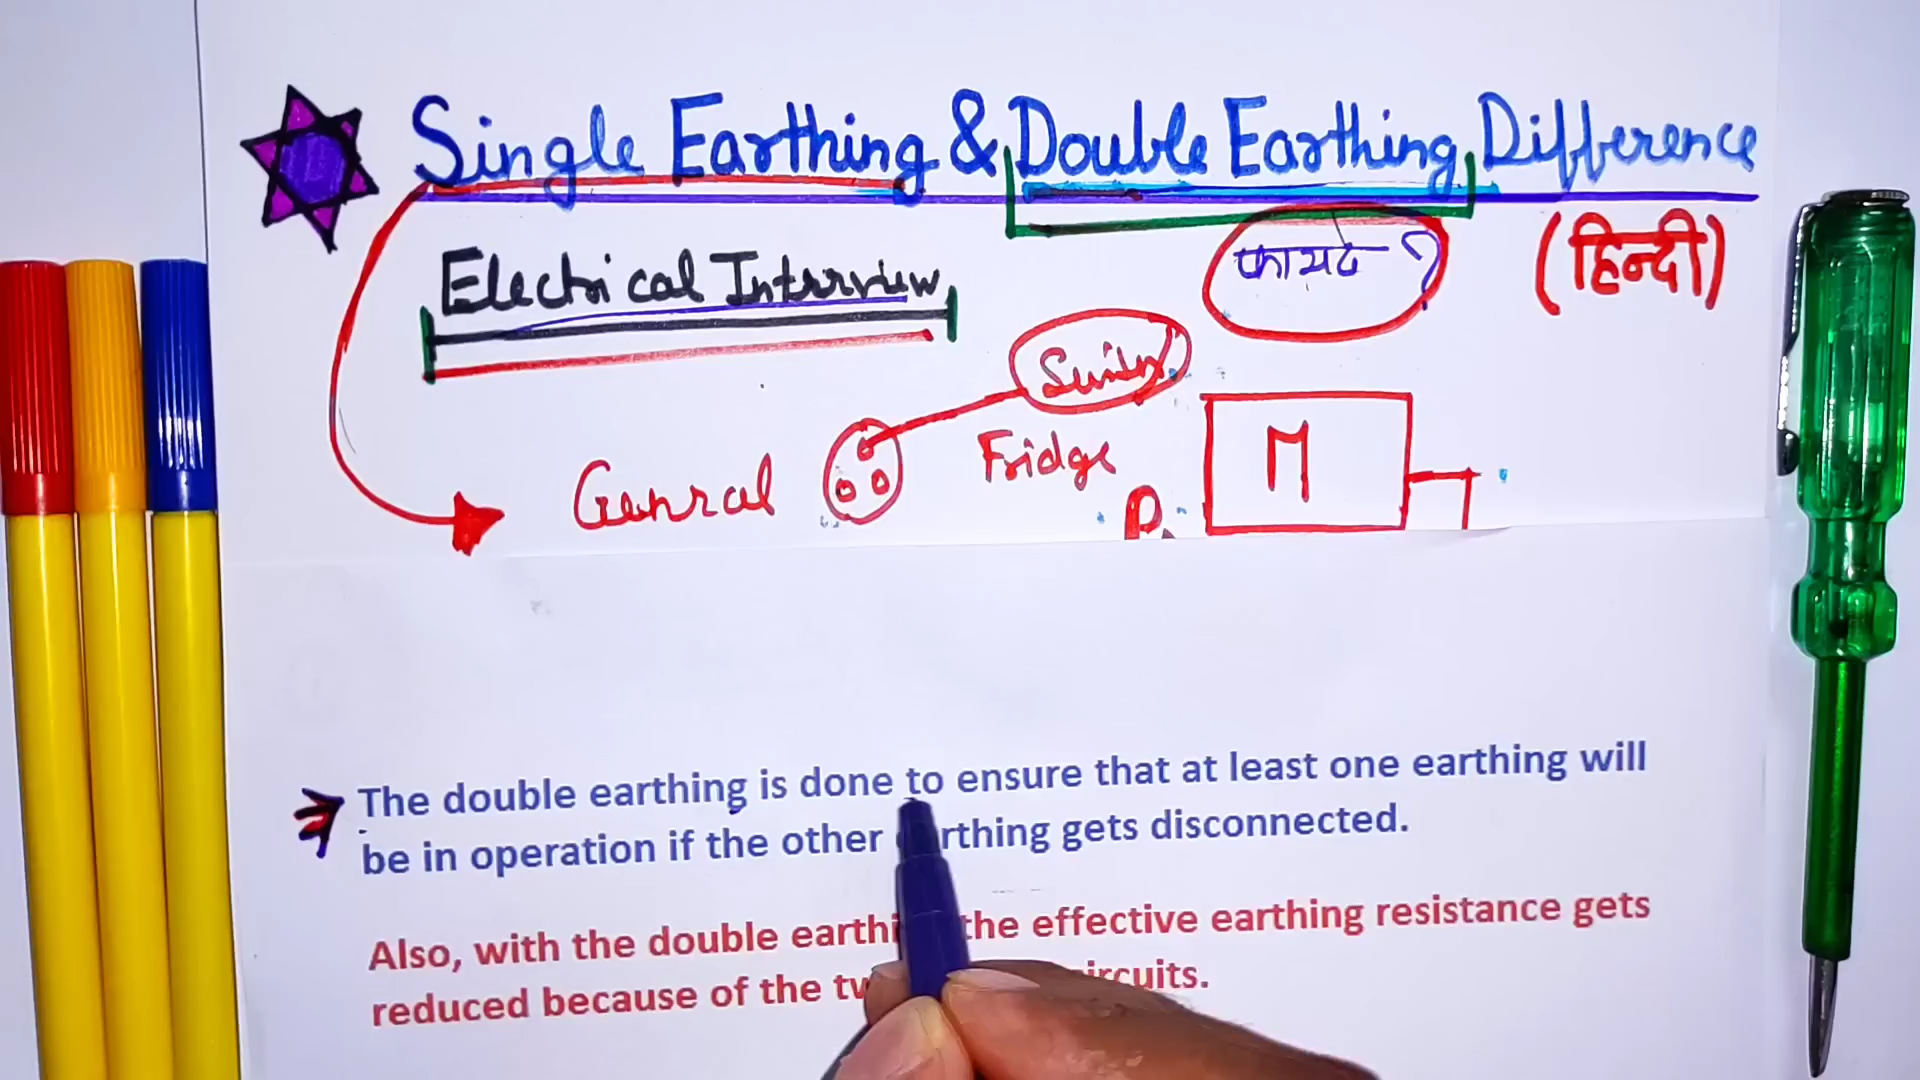 Single Earthing & Double Earthing Difference
Electrical Interview
फायदे ?
(हिन्दी)
Genral
Fridge
M
The double earthing is done to ensure that at least one earthing will
be in operation if the other rthing gets disconnected.
Also, with the double earthi the effective earthing resistance gets
reduced because of the ircuits.